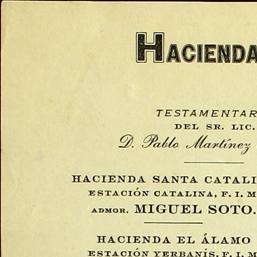 HACIENDA
TESTAMENTAR
DEL SR. LIC.
D. Pablo Martínez
HACIENDA SANTA CATALI
ESTACIÓN CATALINA, F. I. M
ADMOR. MIGUEL SOTO.
HACIENDA EL ÁLAMO
ESTACIÓN YERBANÍS, F. I. M